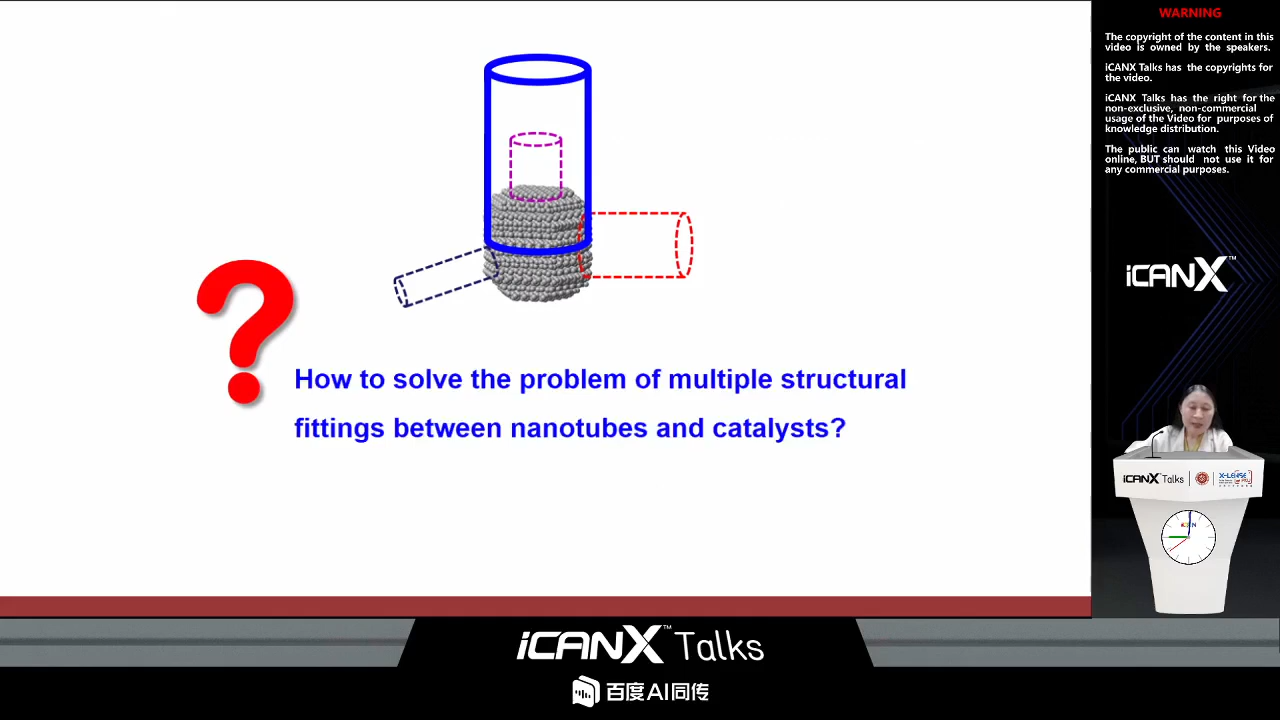 How to solve the problem of multiple structural
fittings between nanotubes and catalysts?
WARNING
The copyright of the content in this
video is owned by the speakers.
iCANX Talks has the copyrights for
the video.
iCANX Talks has the right for the
non-exclusive, non-commercial
usage of the Video for purposes of
knowledge distribution.
The public can watch this Video
online, BUT should not use it for
any commercial purposes.
iCANX™
iCANX Talks
X-LENSE
iCANX™ Talks
百度AI同传